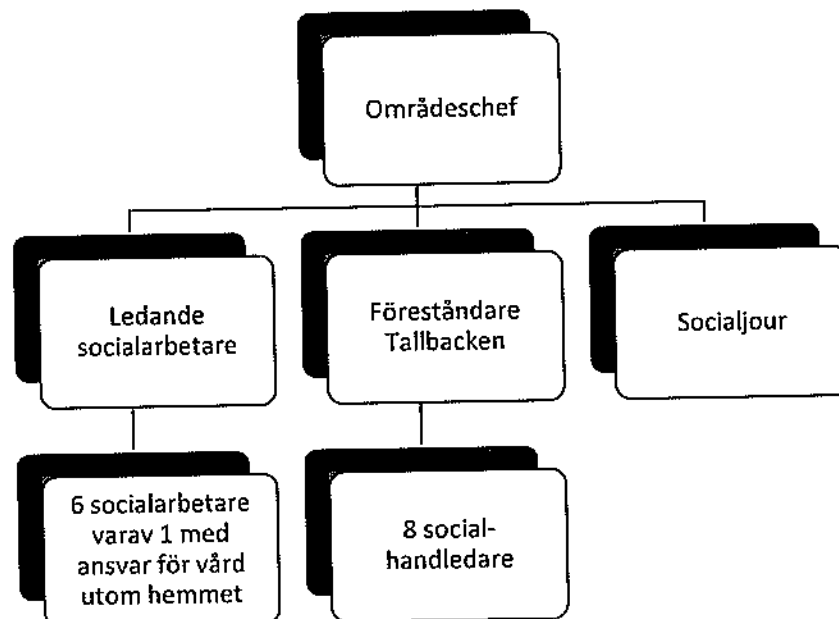 Områdeschef
Ledande
socialarbetare
Föreståndare
Tallbacken
Socialjour
6 socialarbetare
varav 1 med
ansvar för vård
utom hemmet
8 social-
handledare